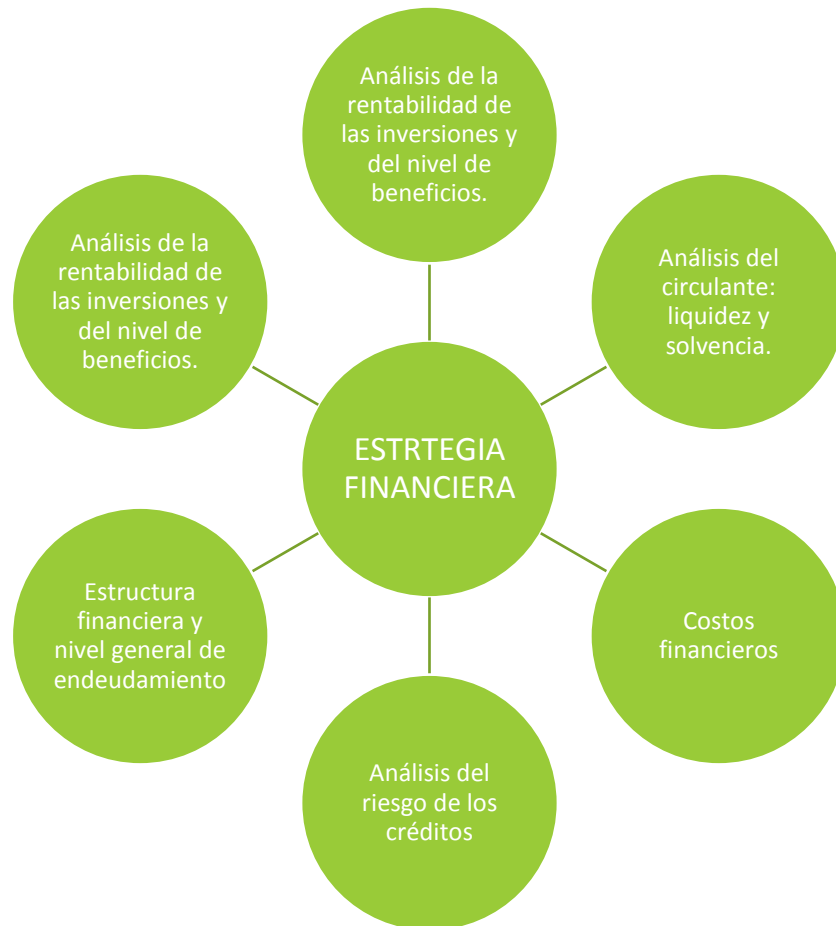 Análisis de la
rentabilidad de
las inversiones y
del nivel de
beneficios.
Análisis de la
rentabilidad de
las inversiones y
del nivel de
beneficios.
Análisis del
circulante:
liquidez y
solvencia.
ESTRTEGIA
FINANCIERA
Estructura
financiera y
nivel general de
endeudamiento
Costos
financieros
Análisis del
riesgo de los
créditos